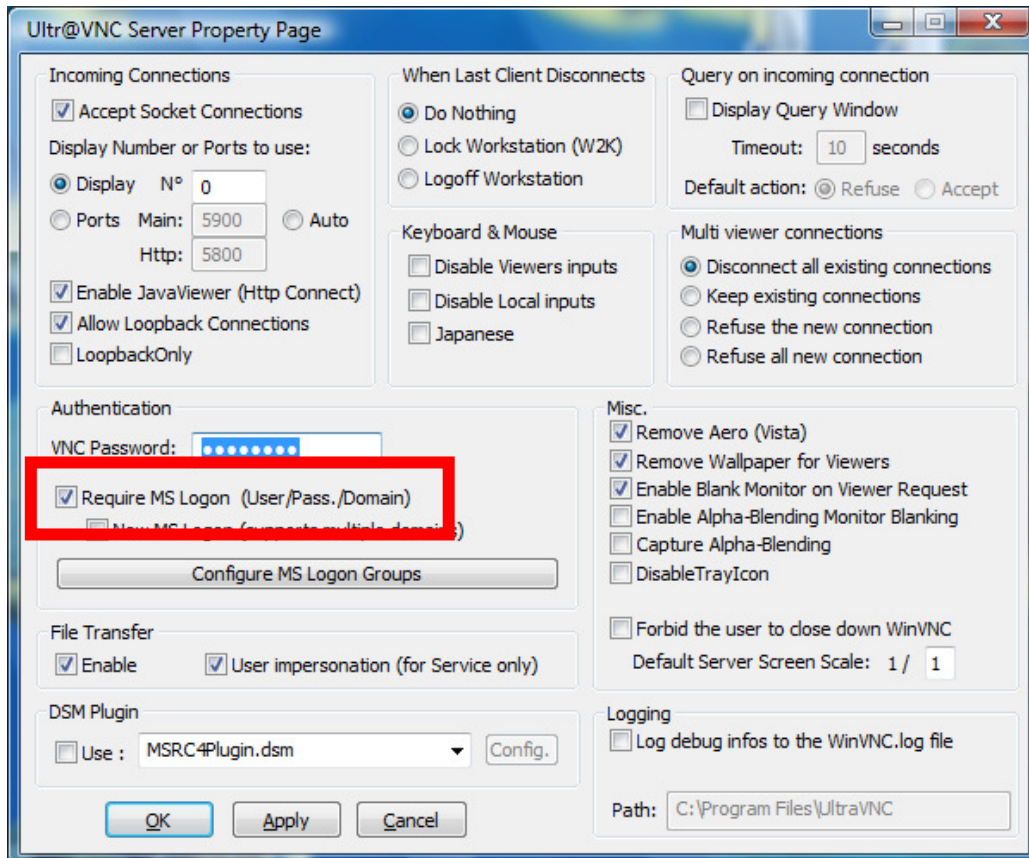 Ultr@VNC Server Property Page
Incoming Connections
Accept Socket Connections
Display Number or Ports to use:
Display N° 0
Ports Main: 5900 Auto
Http: 5800
Enable JavaViewer (Http Connect)
Allow Loopback Connections
LoopbackOnly
When Last Client Disconnects
Do Nothing
Lock Workstation (W2K)
Logoff Workstation
Keyboard & Mouse
Disable Viewers inputs
Disable Local inputs
Japanese
Query on incoming connection
Display Query Window
Timeout: 10 seconds
Default action: Refuse Accept
Multi viewer connections
Disconnect all existing connections
Keep existing connections
Refuse the new connection
Refuse all new connection
Authentication
VNC Password:
Require MS Logon (User/Pass./Domain)
New MS Logon (supports multiple domains)
Configure MS Logon Groups
Misc.
Remove Aero (Vista)
Remove Wallpaper for Viewers
Enable Blank Monitor on Viewer Request
Enable Alpha-Blending Monitor Blanking
Capture Alpha-Blending
DisableTrayIcon
Forbid the user to close down WinVNC
Default Server Screen Scale: 1 / 1
File Transfer
Enable User impersonation (for Service only)
DSM Plugin
Use : MSRC4Plugin.dsm Config.
Logging
Log debug infos to the WinVNC.log file
Path: C:\Program Files\UltraVNC
OK Apply Cancel